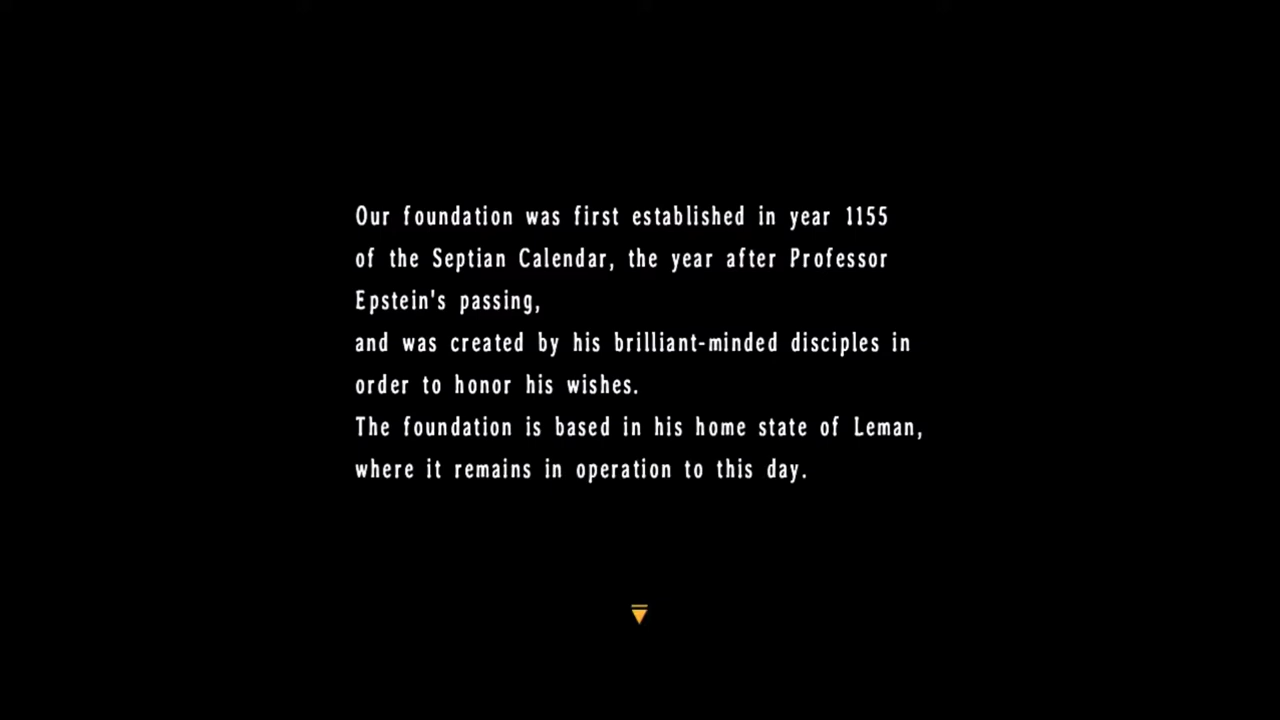 Our foundation was first established in year 1155
of the Septian Calendar, the year after Professor
Epstein's passing,
and was created by his brilliant-minded disciples in
order to honor his wishes.
The foundation is based in his home state of Leman,
where it remains in operation to this day.